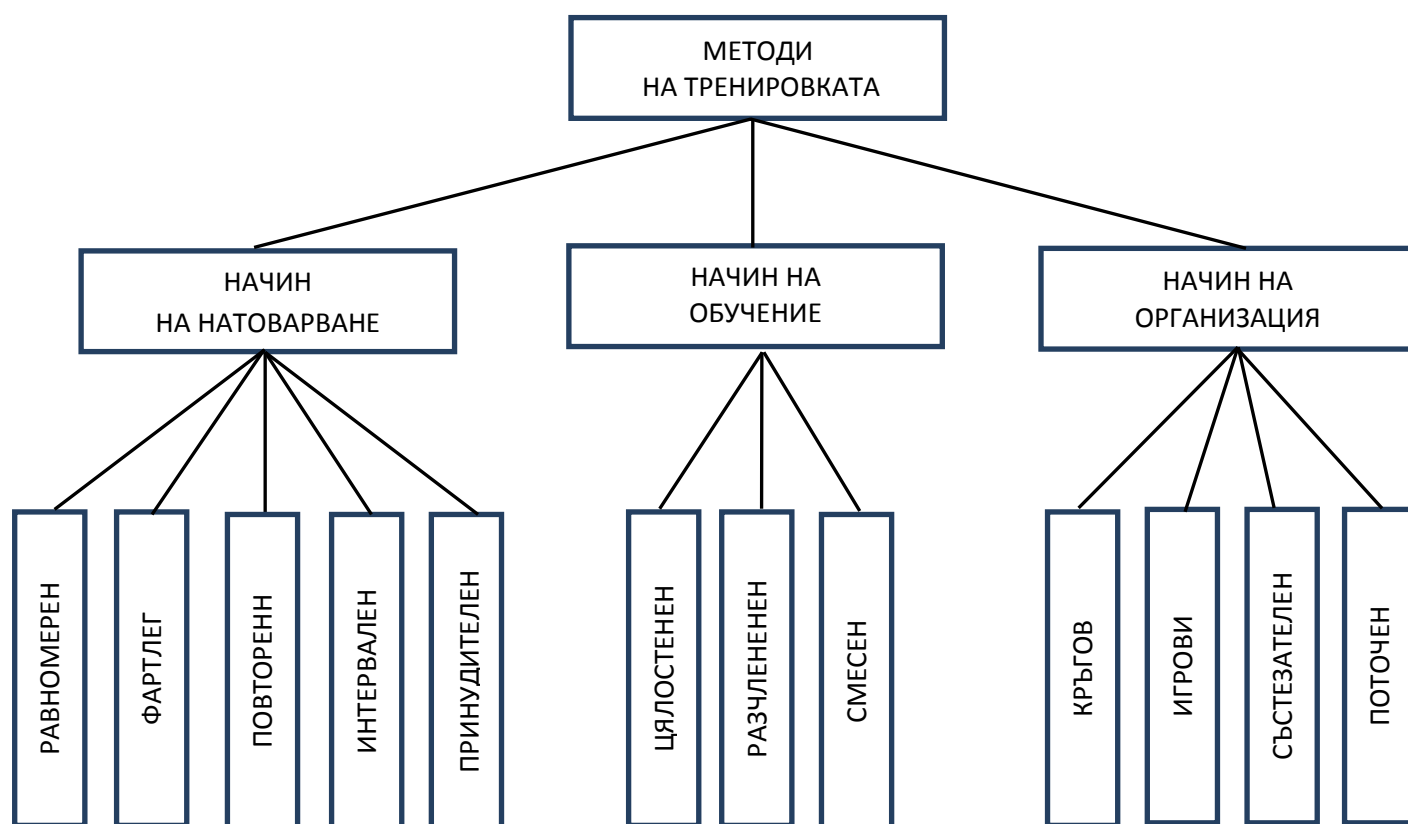 МЕТОДИ
НА ТРЕНИРОВКАТА
НАЧИН
НА НАТОВАРВАНЕ
НАЧИН НА
ОБУЧЕНИЕ
НАЧИН НА
ОРГАНИЗАЦИЯ
РАВНОМЕРЕН
ФАРТЛЕГ
ПОВТОРЕНН
ИНТЕРВАЛЕН
ПРИНУДИТЕЛЕН
ЦЯЛОСТЕНЕН
РАЗЧЛЕНЕНЕН
СМЕСЕН
КРЪГОВ
ИГРОВИ
СЪСТЕЗАТЕЛЕН
ПОТОЧЕН